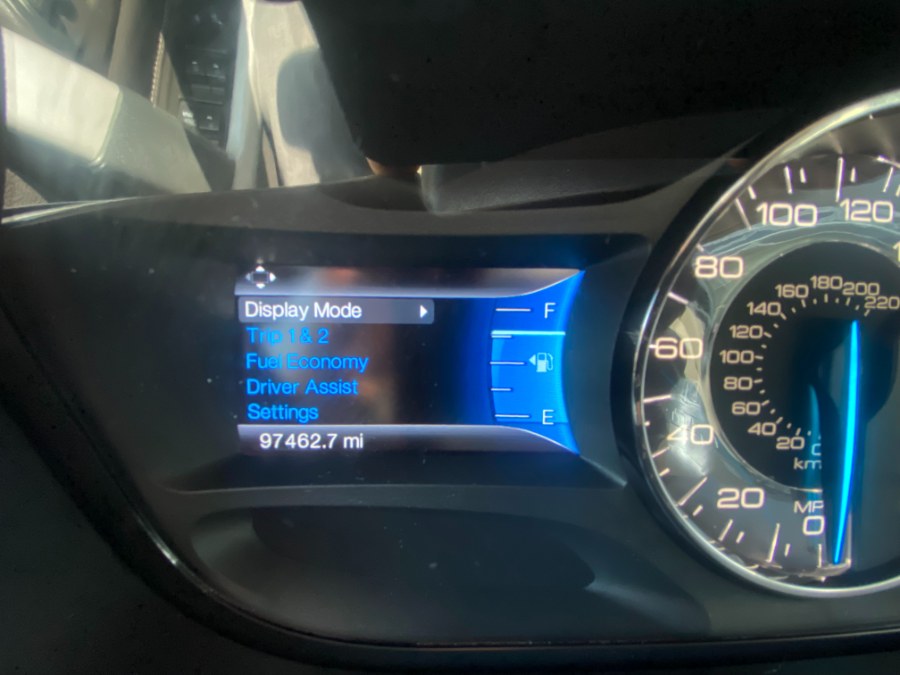 Display Mode
Trip 1 & 2
Fuel Economy
Driver Assist
Settings
97462.7 mi
F
E
0
20
40
60
80
100
120
MP
0
20
40
60
80
100
120
140
160
180
200
220
km